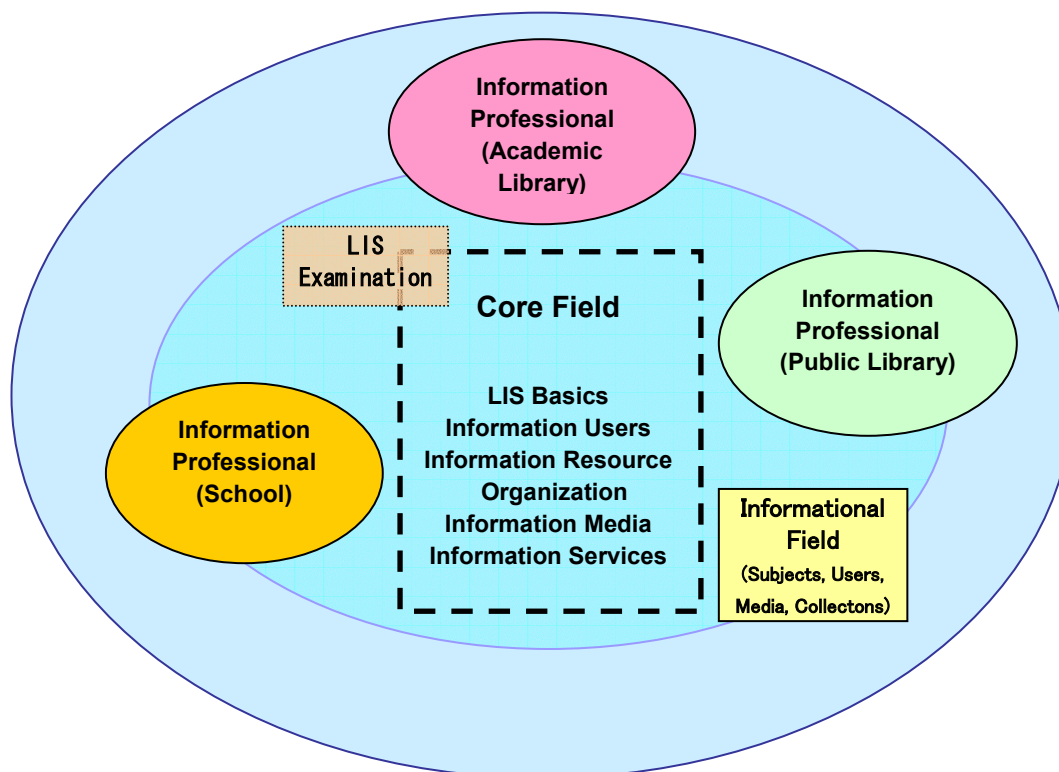 Information
Professional
(Academic
Library)
LIS
Examination
Core Field
LIS Basics
Information Users
Information Resource
Organization
Information Media
Information Services
Information
Professional
(Public Library)
Information
Professional
(School)
Informational
Field
(Subjects, Users,
Media, Collectons)